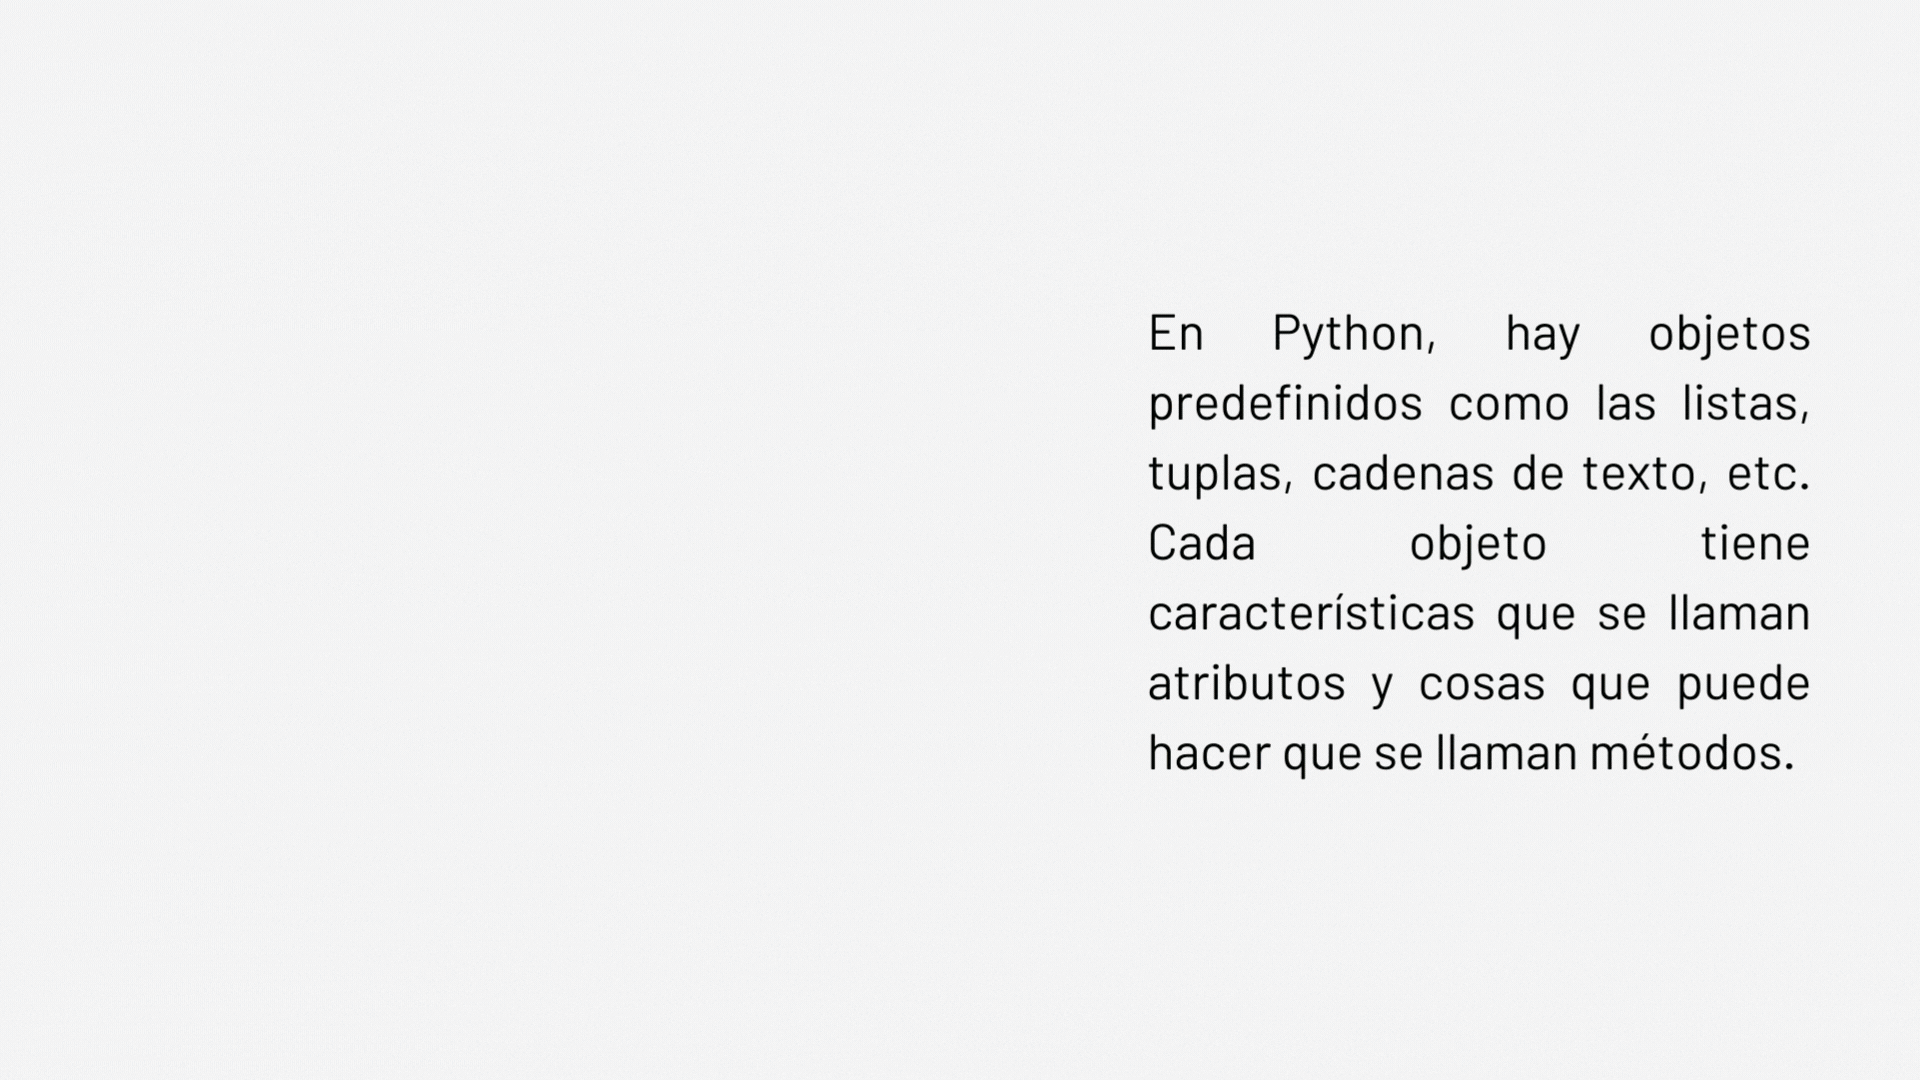 En Python, hay objetos
predefinidos como las listas,
tuplas, cadenas de texto, etc.
Cada objeto tiene
características que se llaman
atributos y cosas que puede
hacer que se llaman métodos.